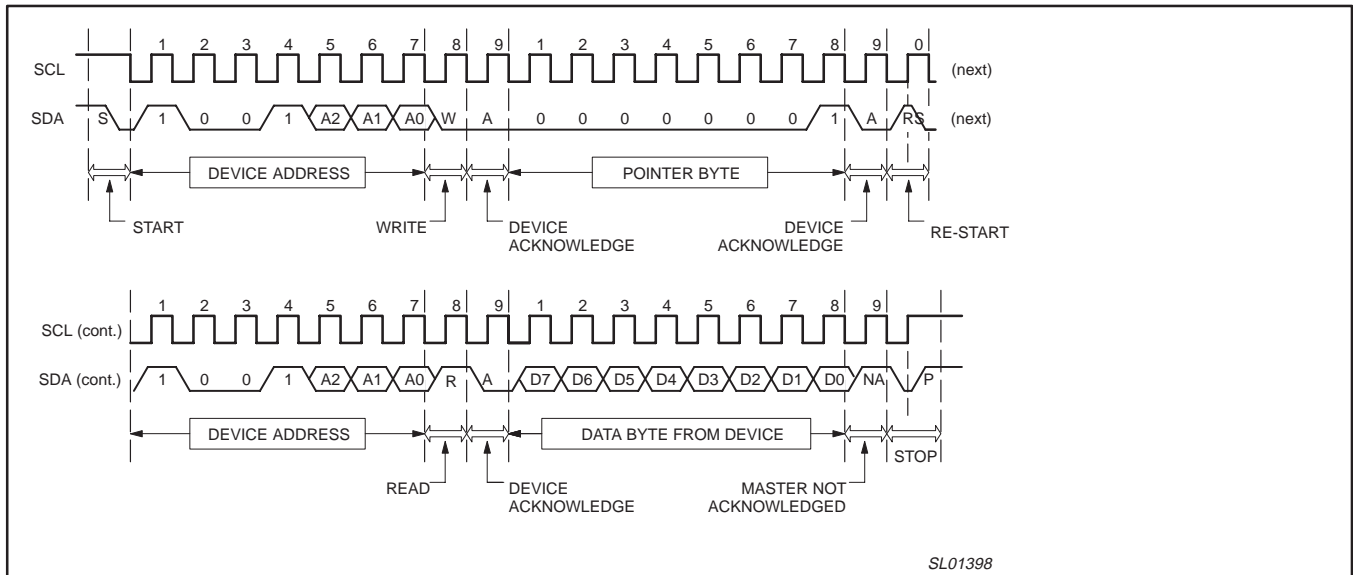 1 2 3 4 5 6 7 8 9 1 2 3 4 5 6 7 8 9 0
SCL (next)
SDA S 1 0 0 1 A2 A1 A0 W A 0 0 0 0 0 0 0 1 A RS (next)
DEVICE ADDRESS POINTER BYTE
START WRITE DEVICE ACKNOWLEDGE DEVICE ACKNOWLEDGE RE-START
1 2 3 4 5 6 7 8 9 1 2 3 4 5 6 7 8 9
SCL (cont.)
SDA (cont.) 1 0 0 1 A2 A1 A0 R A D7 D6 D5 D4 D3 D2 D1 D0 NA P
DEVICE ADDRESS DATA BYTE FROM DEVICE
STOP
READ DEVICE ACKNOWLEDGE MASTER NOT ACKNOWLEDGED
SL01398